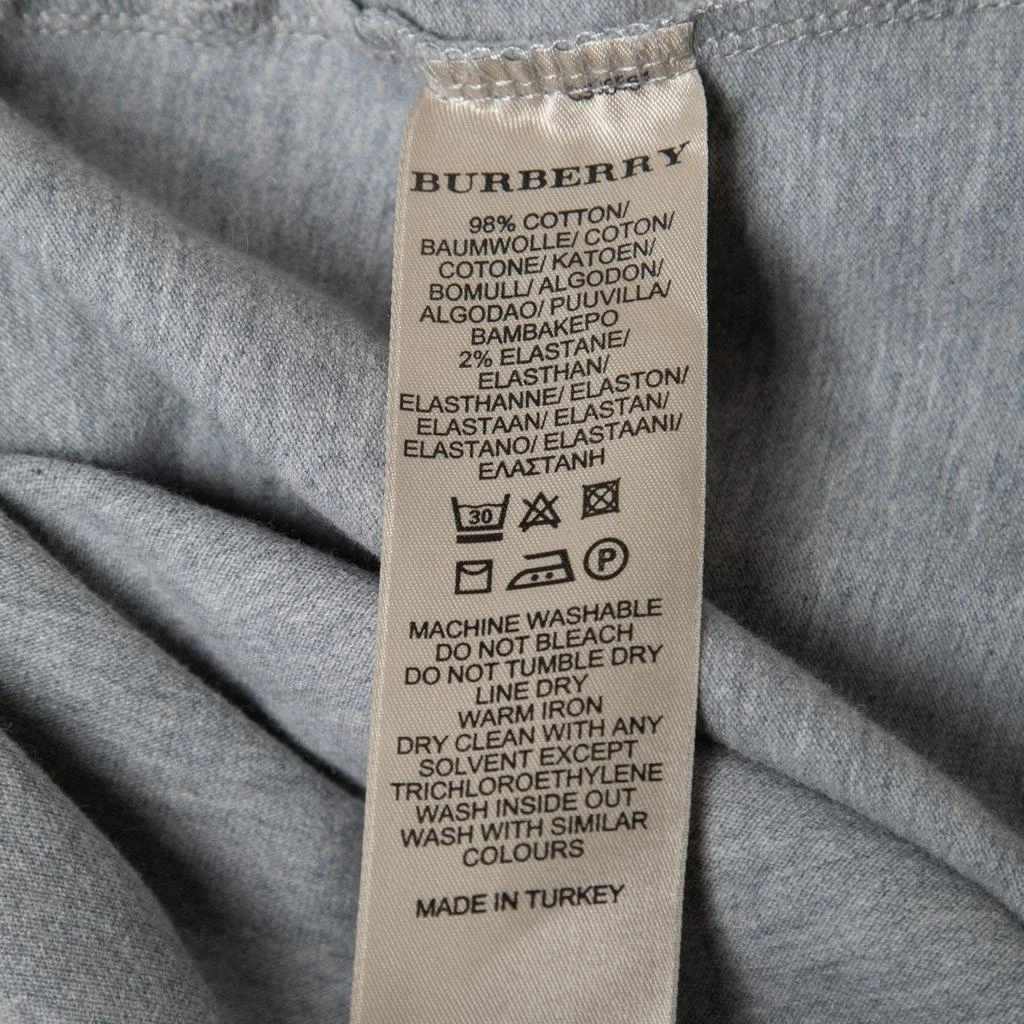 BURBERRY
98% COTTON/
BAUMWOLLE/ COTON/
COTONE/ KATOEN/
BOMULL/ ALGODON/
ALGODAO/ PUUVILLA/
BAMBAKEPO
2% ELASTANE/
ELASTHAN/
ELASTHANNE/ ELASTON/
ELASTAAN/ ELASTAN/
ELASTANO/ ELASTAANI/
ΕΛΑΣΤΑΝΗ
30
P
MACHINE WASHABLE
DO NOT BLEACH
DO NOT TUMBLE DRY
LINE DRY
WARM IRON
DRY CLEAN WITH ANY
SOLVENT EXCEPT
TRICHLOROETHYLENE
WASH INSIDE OUT
WASH WITH SIMILAR
COLOURS
MADE IN TURKEY